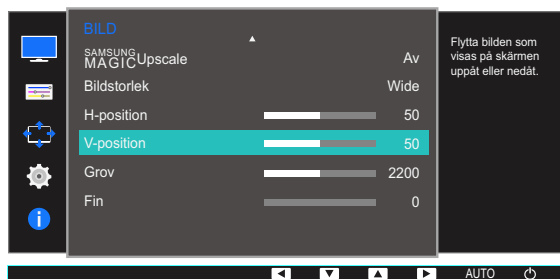 BILD
SAMSUNG
MAGIC Upscale Av
Bildstorlek Wide
H-position 50
V-position 50
Grov 2200
Fin 0
Flytta bilden som
visas på skärmen
uppåt eller nedåt.
AUTO